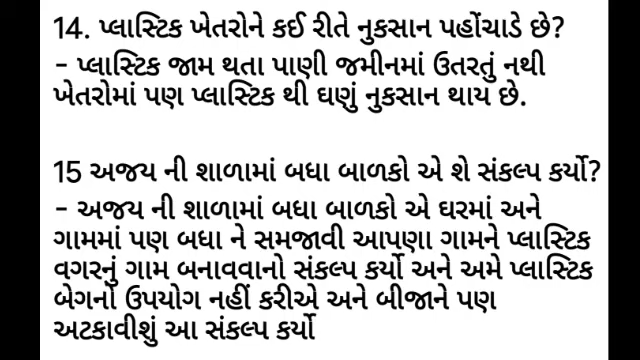 14. પ્લાસ્ટિક ખેતરોને કઈ રીતે નુકસાન પહોંચાડે છે?
- પ્લાસ્ટિક જામ થતા પાણી જમીનમાં ઉતરતું નથી
ખેતરોમાં પણ પ્લાસ્ટિક થી ઘણું નુકસાન થાય છે.
15 અજય ની શાળામાં બધા બાળકો એ શે સંકલ્પ કર્યો?
- અજય ની શાળામાં બધા બાળકો એ ઘરમાં અને
ગામમાં પણ બધા ને સમજાવી આપણા ગામને પ્લાસ્ટિક
વગરનું ગામ બનાવવાનો સંકલ્પ કર્યો અને અમે પ્લાસ્ટિક
બેગનો ઉપયોગ નહીં કરીએ અને બીજાને પણ
અટકાવીશું આ સંકલ્પ કર્યો